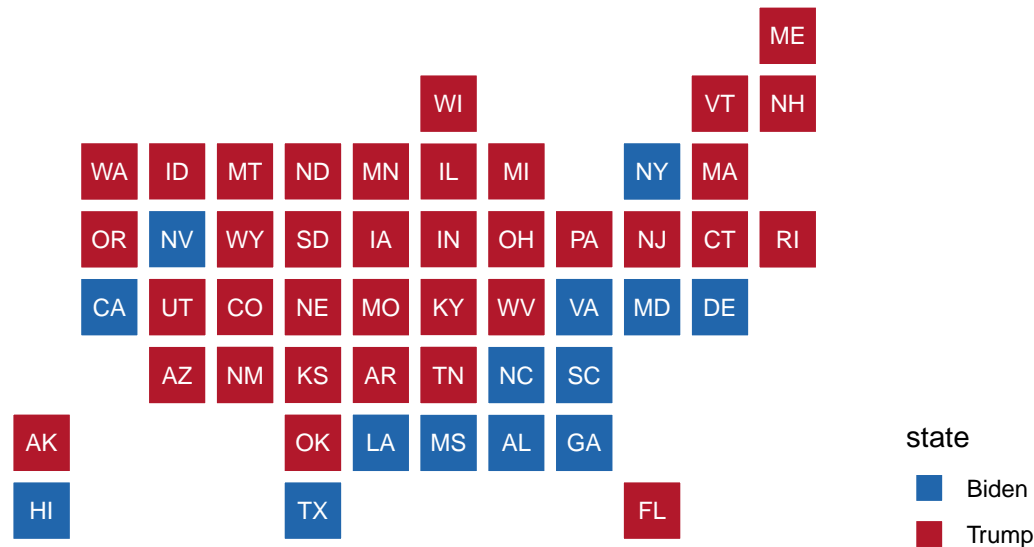 ME
WI VT NH
WA ID MT ND MN IL MI NY MA
OR NV WY SD IA IN OH PA NJ CT RI
CA UT CO NE MO KY WV VA MD DE
AZ NM KS AR TN NC SC
AK OK LA MS AL GA
HI TX FL
state
Biden
Trump